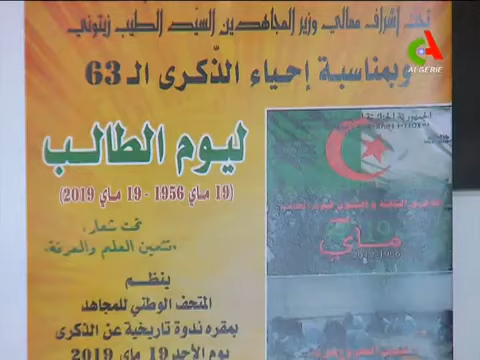 تحت إشراف معالي وزير المجاهدين السيد الطيب زيتوني
وبمناسبة إحياء الذكرى الـ 63
ليوم الطالب
(19 ماي 1956 - 19 ماي 2019)
تحت شعار
تثمين العلم والمعرفة
ينظم
المتحف الوطني للمجاهد
بمقره ندوة تاريخية عن الذكرى
يوم الأحد 19 ماي 2019
ماي
ALGERIE